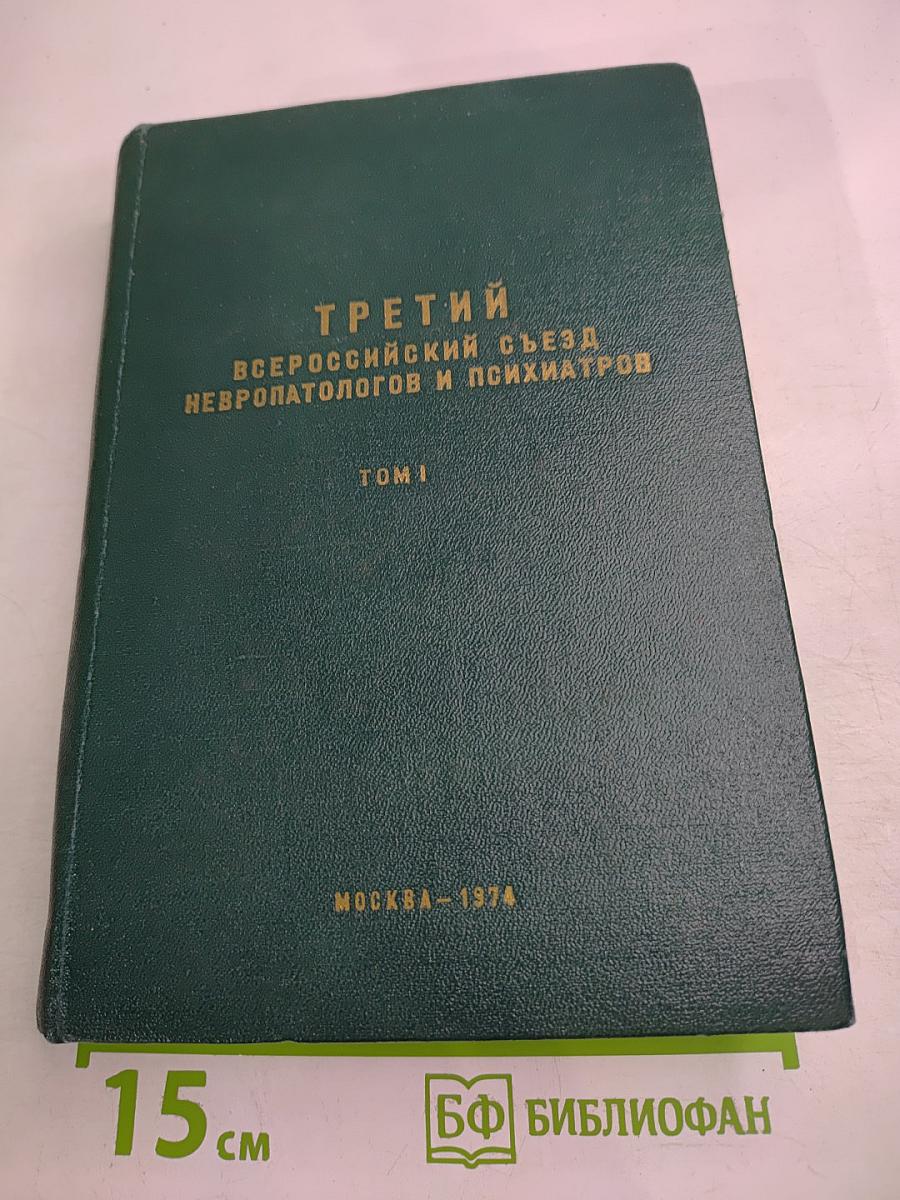 ТРЕТИЙ
ВСЕРОССИЙСКИЙ СЪЕЗД
НЕВРОПАТОЛОГОВ И ПСИХИАТРОВ
ТОМ I
МОСКВА — 1974
15 см
БФ БИБЛИОФАН